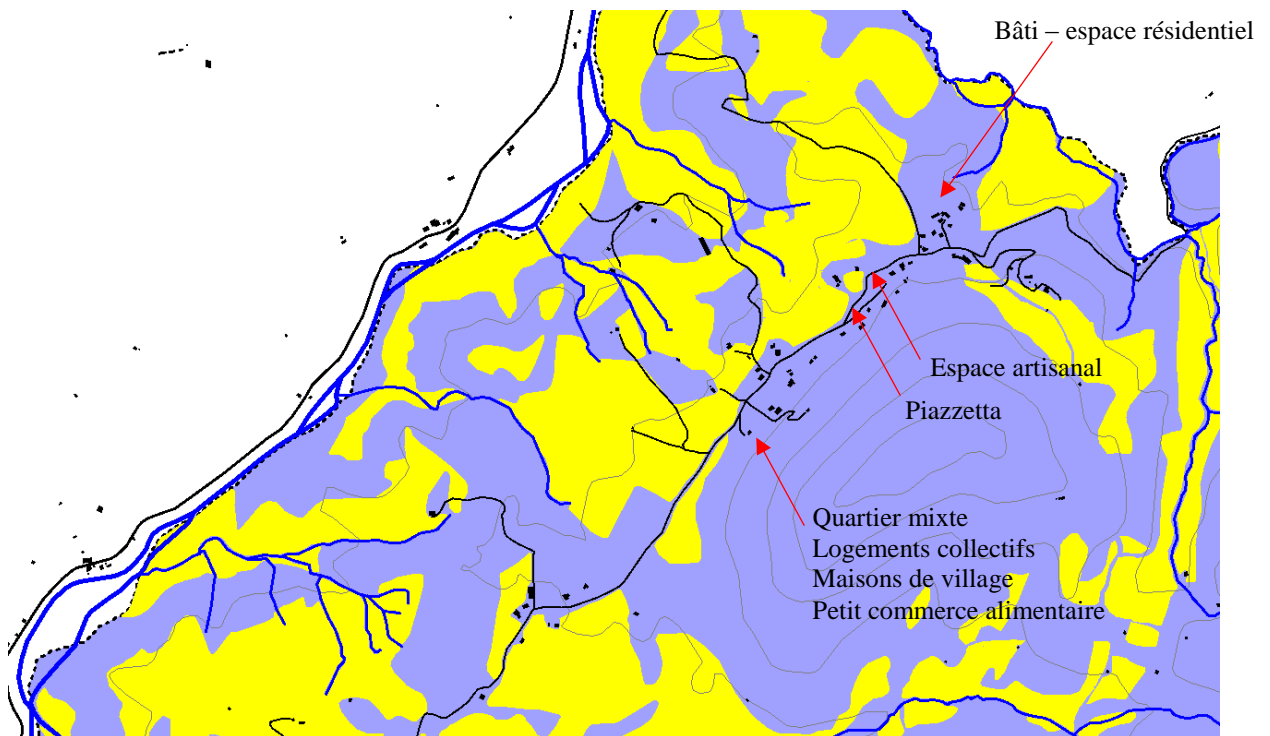 Bâti – espace résidentiel
Espace artisanal
Piazzetta
Quartier mixte
Logements collectifs
Maisons de village
Petit commerce alimentaire